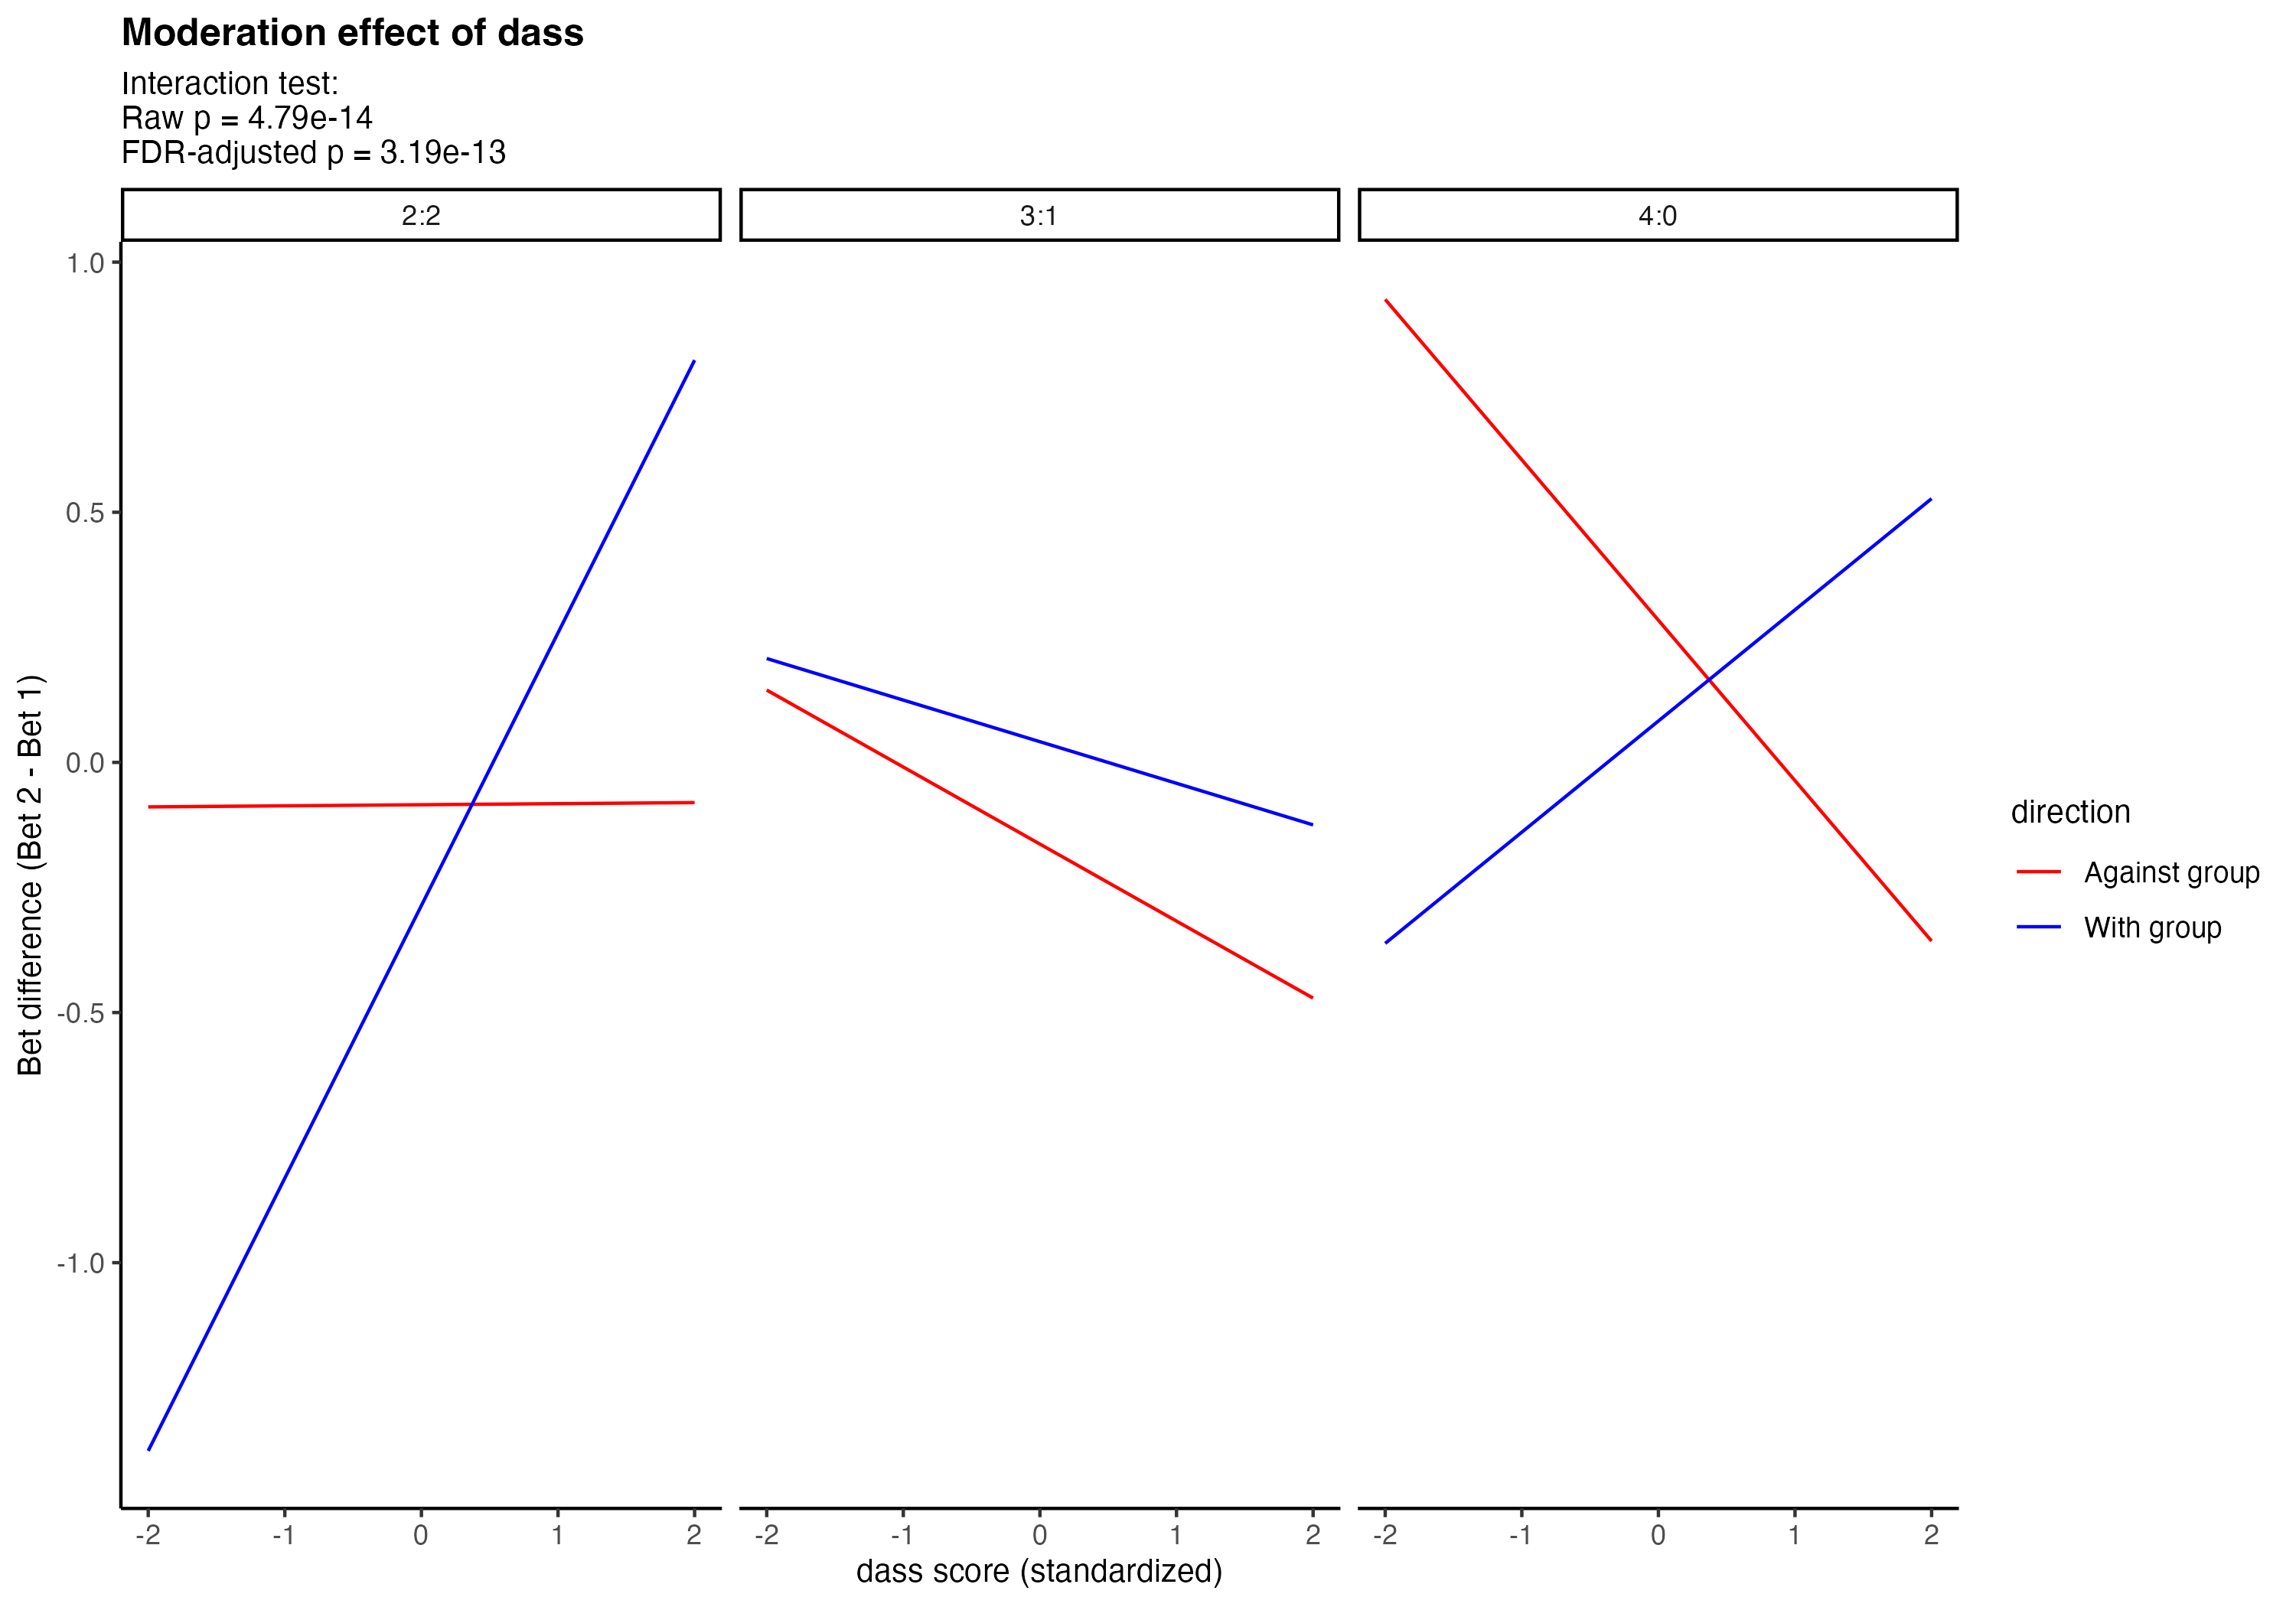 Moderation effect of dass
Interaction test:
Raw p = 4.79e-14
FDR-adjusted p = 3.19e-13
2:2
3:1
4:0
1.0
0.5
0.0
-0.5
-1.0
Bet difference (Bet 2 - Bet 1)
-2 -1 0 1 2
-2 -1 0 1 2
-2 -1 0 1 2
dass score (standardized)
direction
Against group
With group